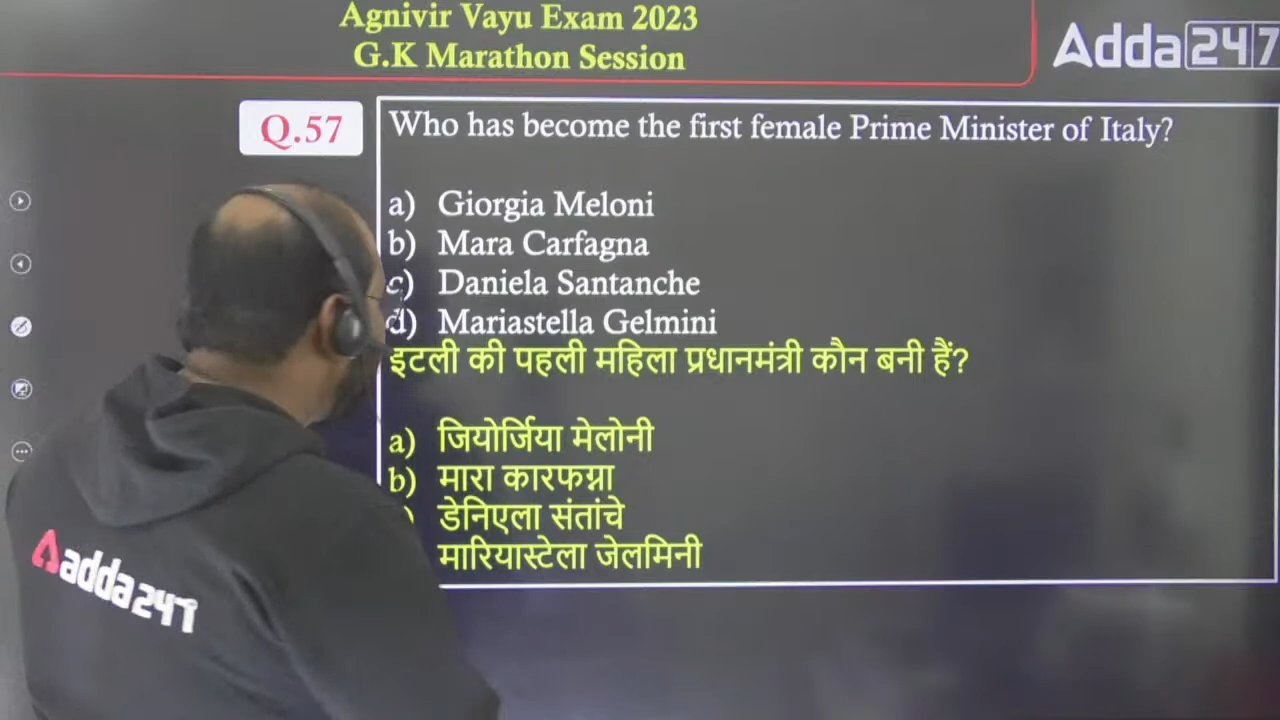 Agnivir Vayu Exam 2023
G.K Marathon Session
Adda247
Q.57
Who has become the first female Prime Minister of Italy?
a) Giorgia Meloni
b) Mara Carfagna
c) Daniela Santanche
d) Mariastella Gelmini
इटली की पहली महिला प्रधानमंत्री कौन बनी हैं?
a) जियोर्जिया मेलोनी
b) मारा कारफग्ना
) डेनिएला संतांचे
मारियास्टेला जेलमिनी
adda247